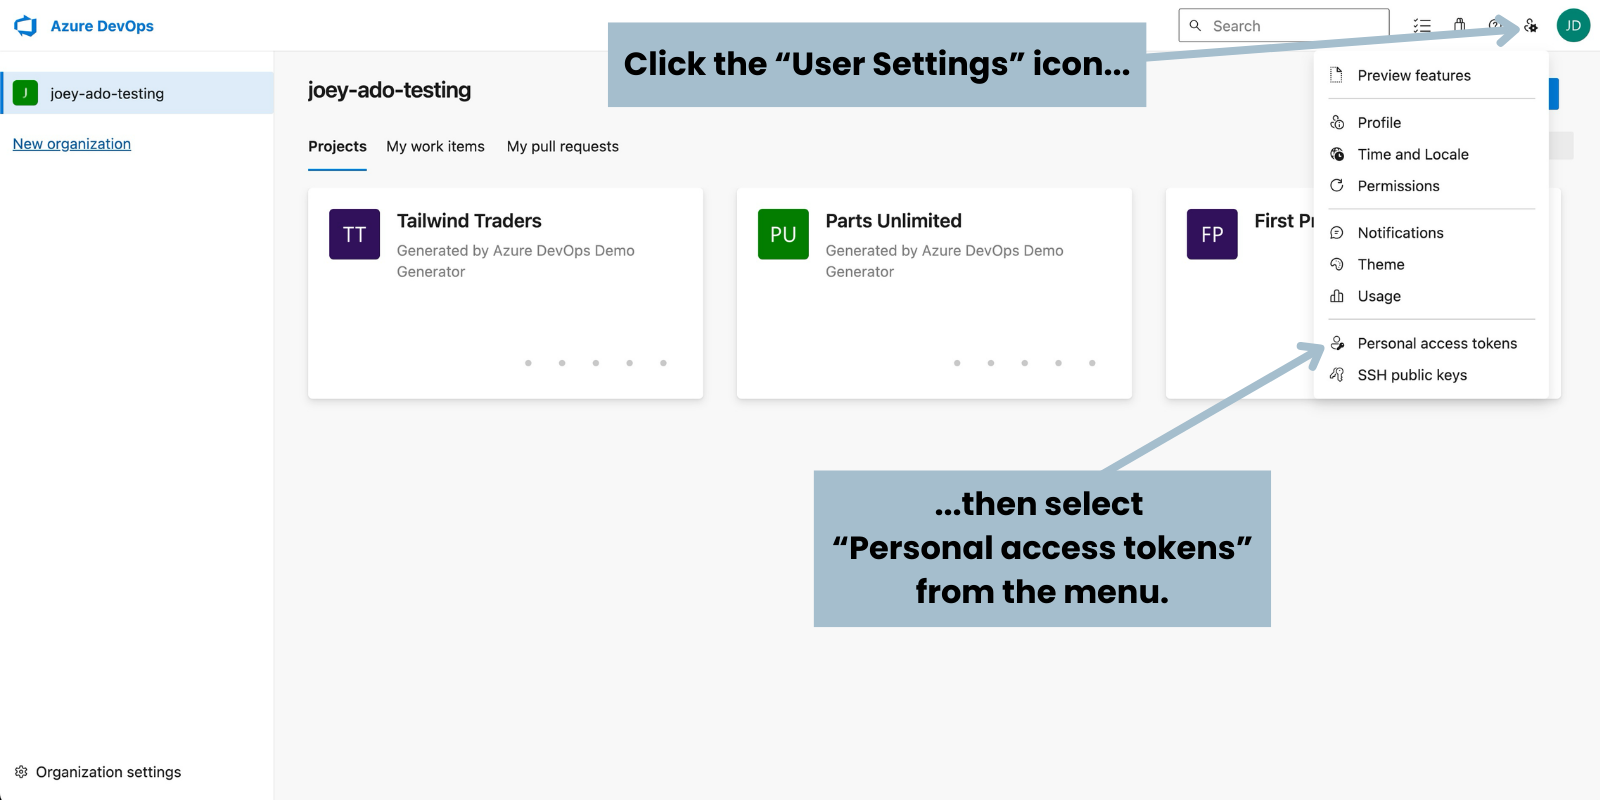 Azure DevOps
Search
JD
Click the “User Settings” icon...
J
joey-ado-testing
New organization
joey-ado-testing
Projects
My work items
My pull requests
TT
Tailwind Traders
Generated by Azure DevOps Demo
Generator
PU
Parts Unlimited
Generated by Azure DevOps Demo
Generator
FP
First Pr
Preview features
Profile
Time and Locale
Permissions
Notifications
Theme
Usage
Personal access tokens
SSH public keys
...then select
“Personal access tokens”
from the menu.
Organization settings